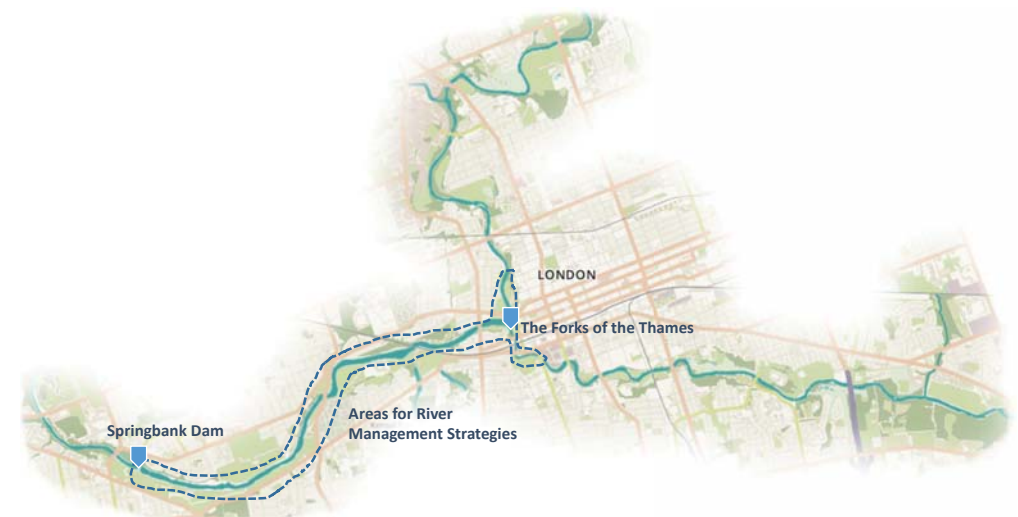 LONDON
The Forks of the Thames
Areas for River
Management Strategies
Springbank Dam